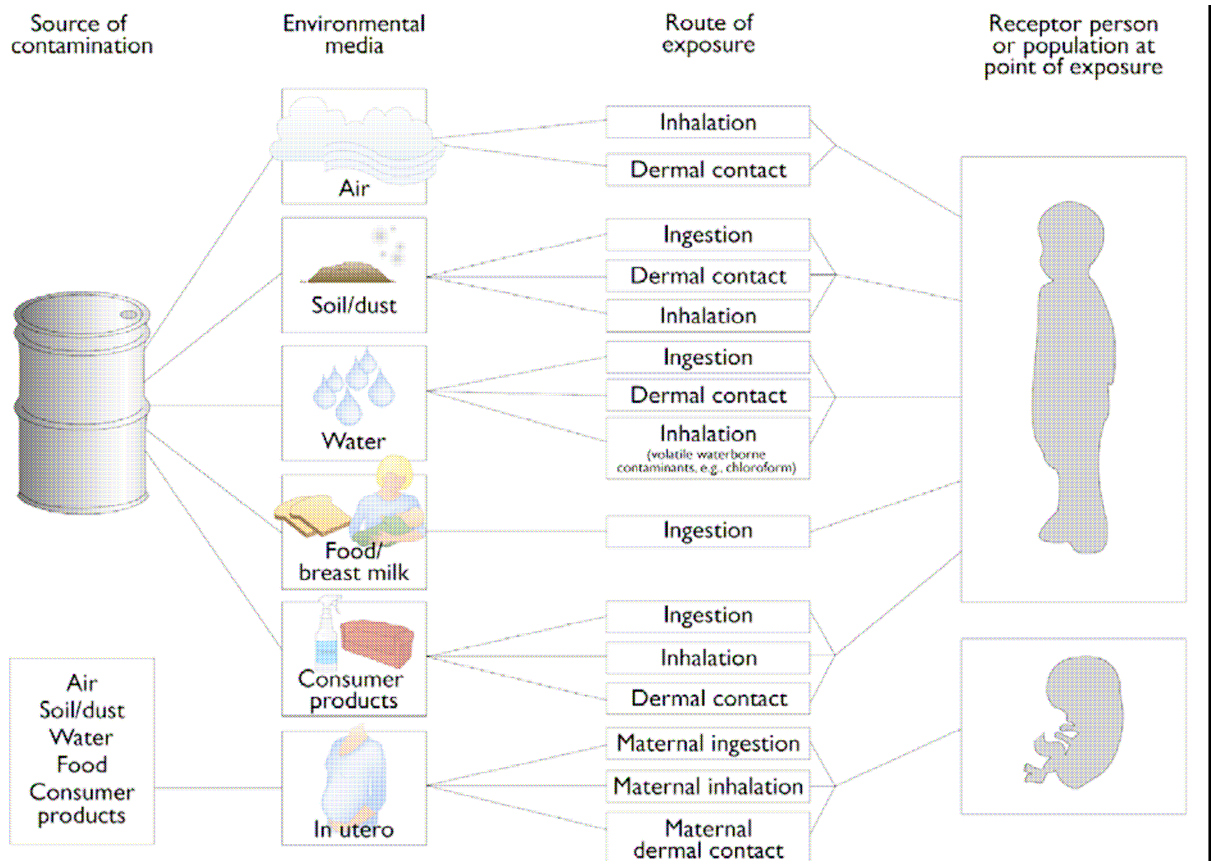 Source of
contamination
Environmental
media
Route of
exposure
Receptor person
or population at
point of exposure
Air
Inhalation
Dermal contact
Soil/dust
Ingestion
Dermal contact
Inhalation
Water
Ingestion
Dermal contact
Inhalation
(volatile waterborne
contaminants, e.g., chloroform)
Food/
breast milk
Ingestion
Consumer
products
Ingestion
Inhalation
Dermal contact
Air
Soil/dust
Water
Food
Consumer
products
In utero
Maternal ingestion
Maternal inhalation
Maternal
dermal contact